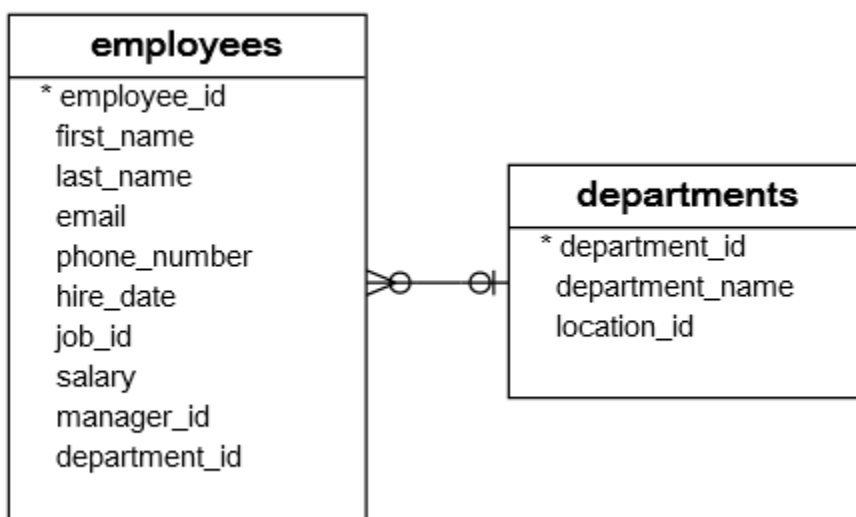 employees
* employee_id
first_name
last_name
email
phone_number
hire_date
job_id
salary
manager_id
department_id
departments
* department_id
department_name
location_id